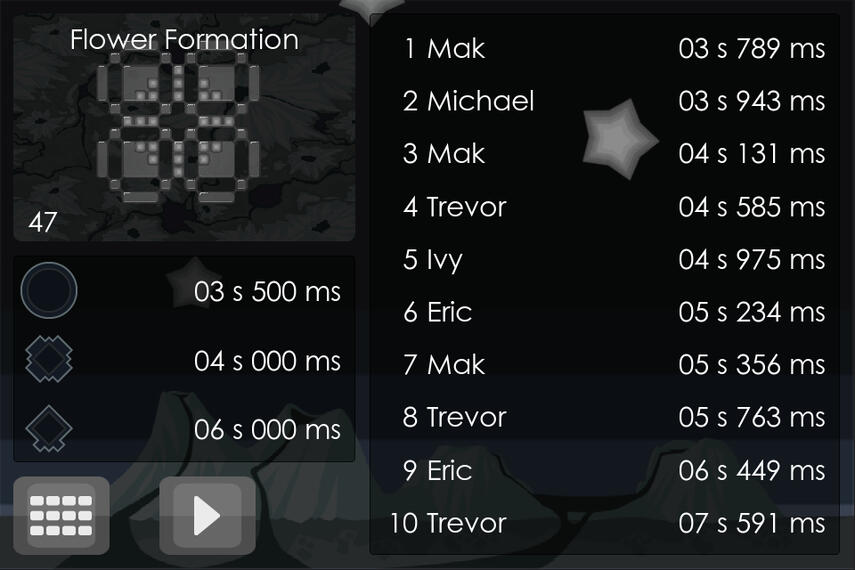 Flower Formation
47
03 s 500 ms
04 s 000 ms
06 s 000 ms
1 Mak 03 s 789 ms
2 Michael 03 s 943 ms
3 Mak 04 s 131 ms
4 Trevor 04 s 585 ms
5 Ivy 04 s 975 ms
6 Eric 05 s 234 ms
7 Mak 05 s 356 ms
8 Trevor 05 s 763 ms
9 Eric 06 s 449 ms
10 Trevor 07 s 591 ms